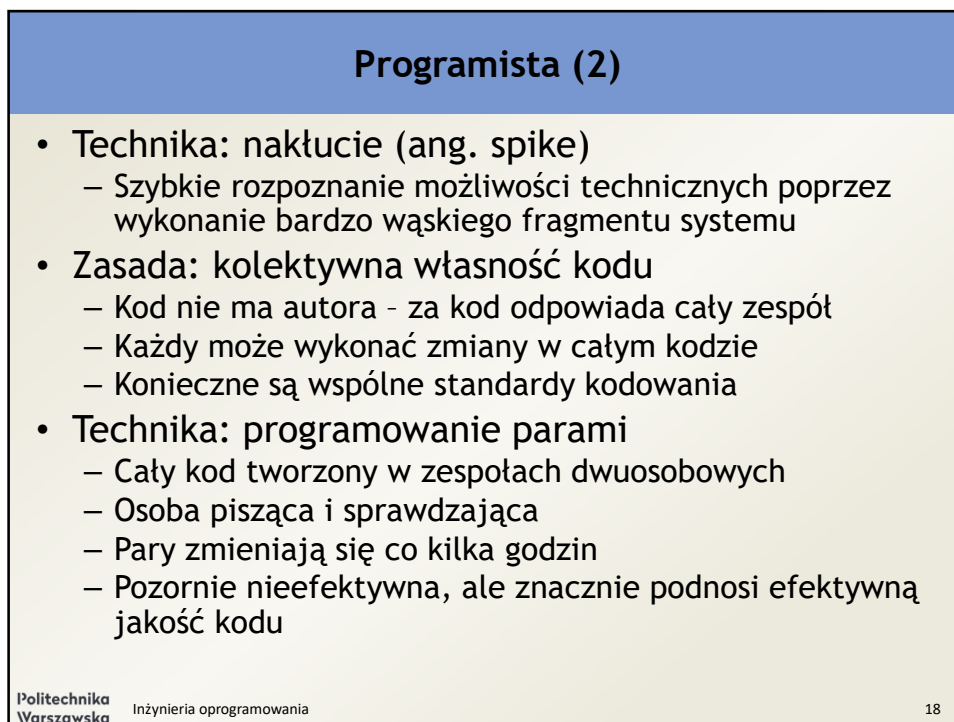 Programista (2)
• Technika: nakłucie (ang. spike)
– Szybkie rozpoznanie możliwości technicznych poprzez
wykonanie bardzo wąskiego fragmentu systemu
• Zasada: kolektywna własność kodu
– Kod nie ma autora – za kod odpowiada cały zespół
– Każdy może wykonać zmiany w całym kodzie
– Konieczne są wspólne standardy kodowania
• Technika: programowanie parami
– Cały kod tworzony w zespołach dwuosobowych
– Osoba pisząca i sprawdzająca
– Pary zmieniają się co kilka godzin
– Pozornie nieefektywna, ale znacznie podnosi efektywną
jakość kodu
Politechnika
Warszawska
Inżynieria oprogramowania
18